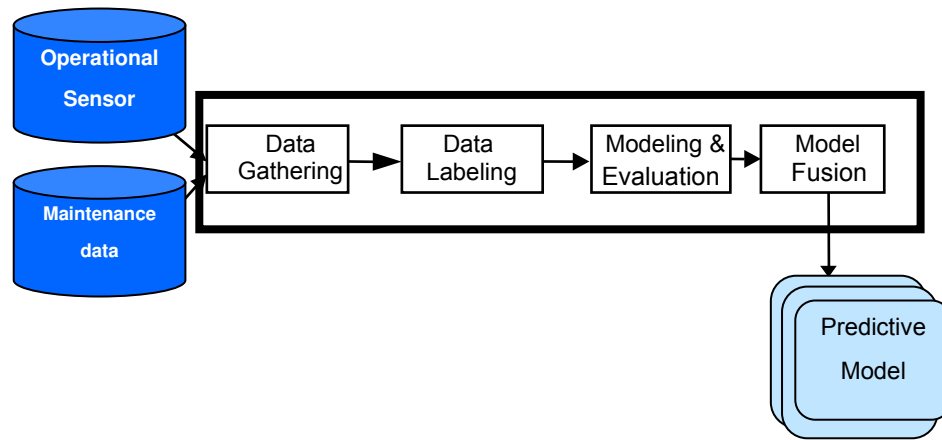 Operational
Sensor
Maintenance
data
Data
Gathering
Data
Labeling
Modeling &
Evaluation
Model
Fusion
Predictive
Model